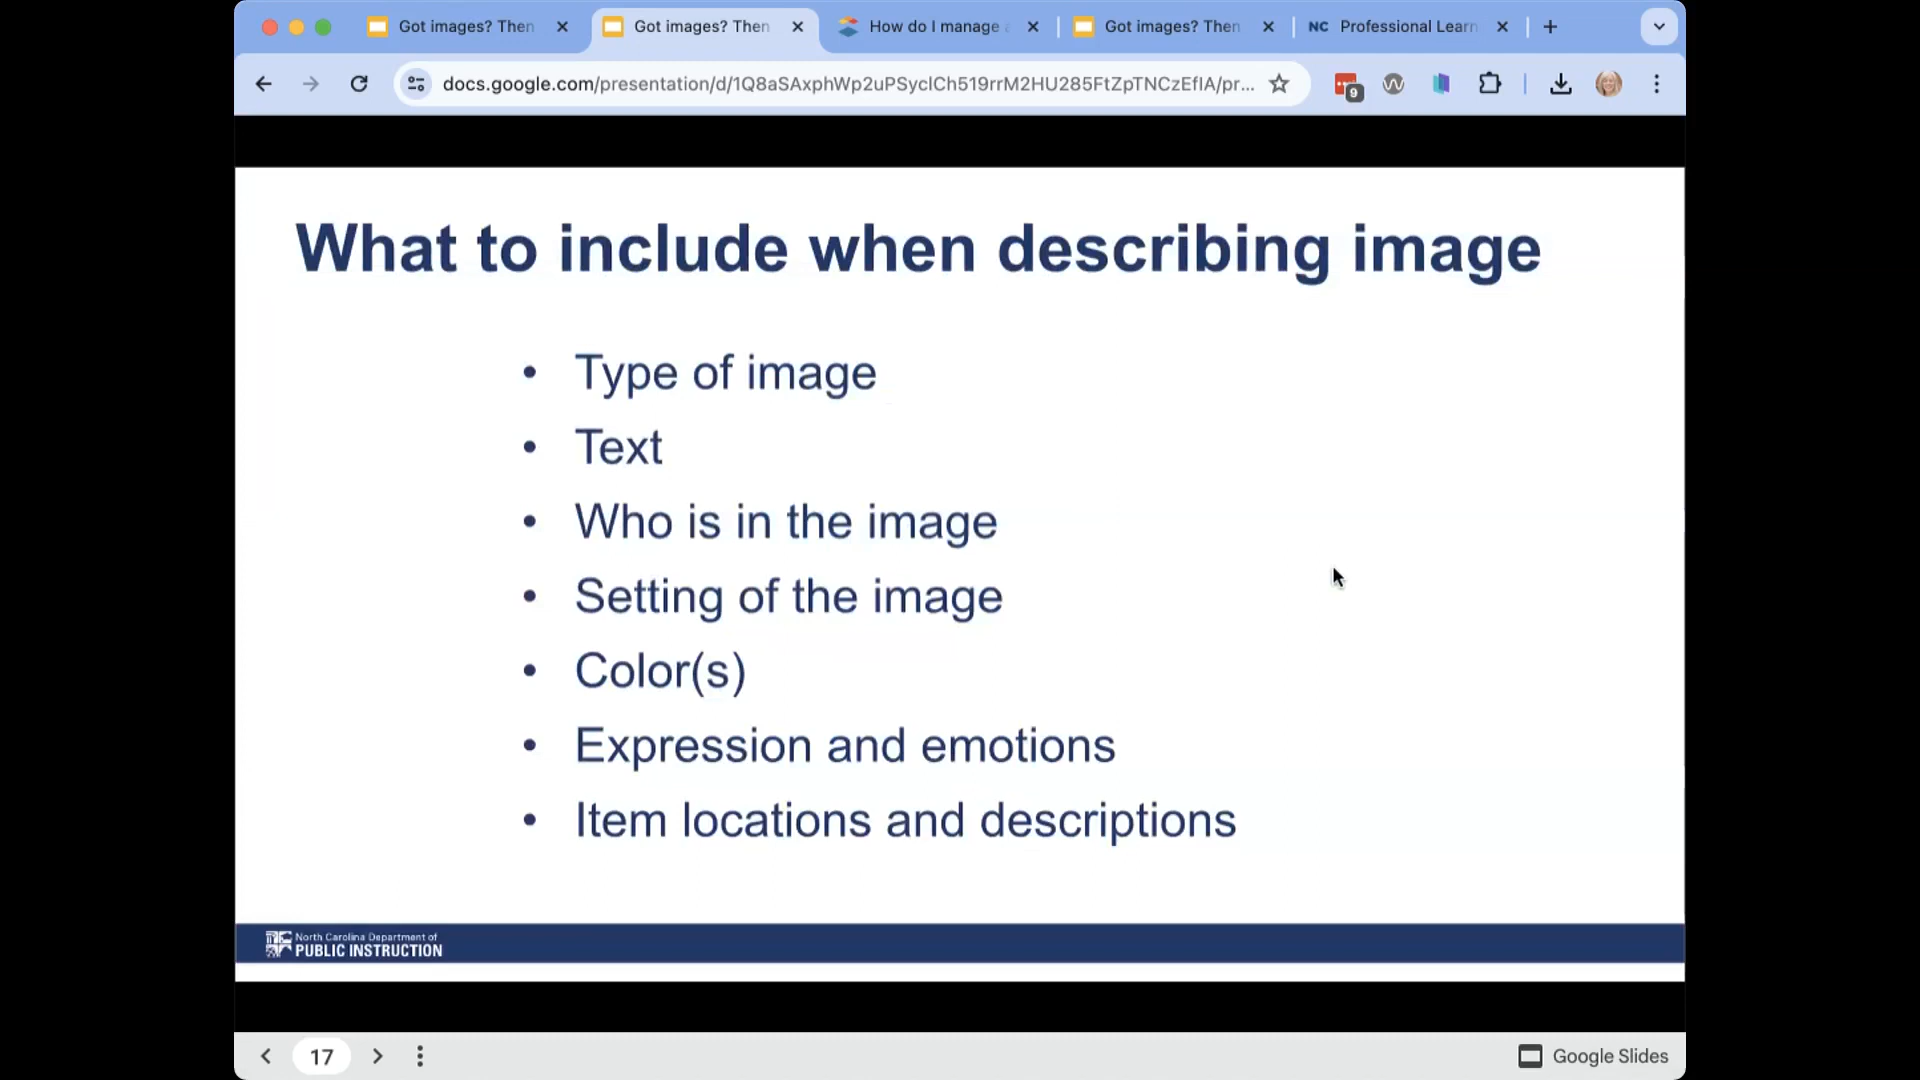 Got images? Then
Got images? Then
How do I manage
Got images? Then
NC Professional Learn
docs.google.com/presentation/d/1Q8aSAxphWp2uPSyclCh519rrM2HU285FtZpTNCzEfIA/pr...
9
What to include when describing image
• Type of image
• Text
• Who is in the image
• Setting of the image
• Color(s)
• Expression and emotions
• Item locations and descriptions
North Carolina Department of
PUBLIC INSTRUCTION
17
Google Slides